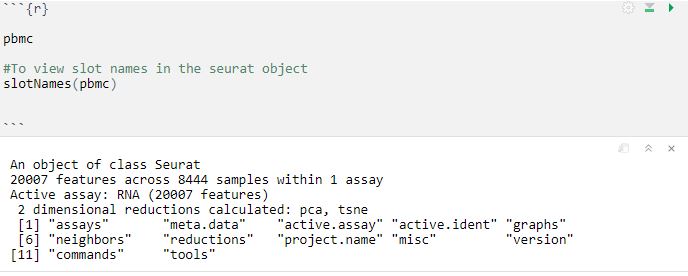 ```{r}
pbmc
#To view slot names in the seurat object
slotNames(pbmc)
```
An object of class Seurat
20007 features across 8444 samples within 1 assay
Active assay: RNA (20007 features)
 2 dimensional reductions calculated: pca, tsne
 [1] "assays"       "meta.data"    "active.assay" "active.ident" "graphs"
 [6] "neighbors"    "reductions"   "project.name" "misc"         "version"
[11] "commands"     "tools"